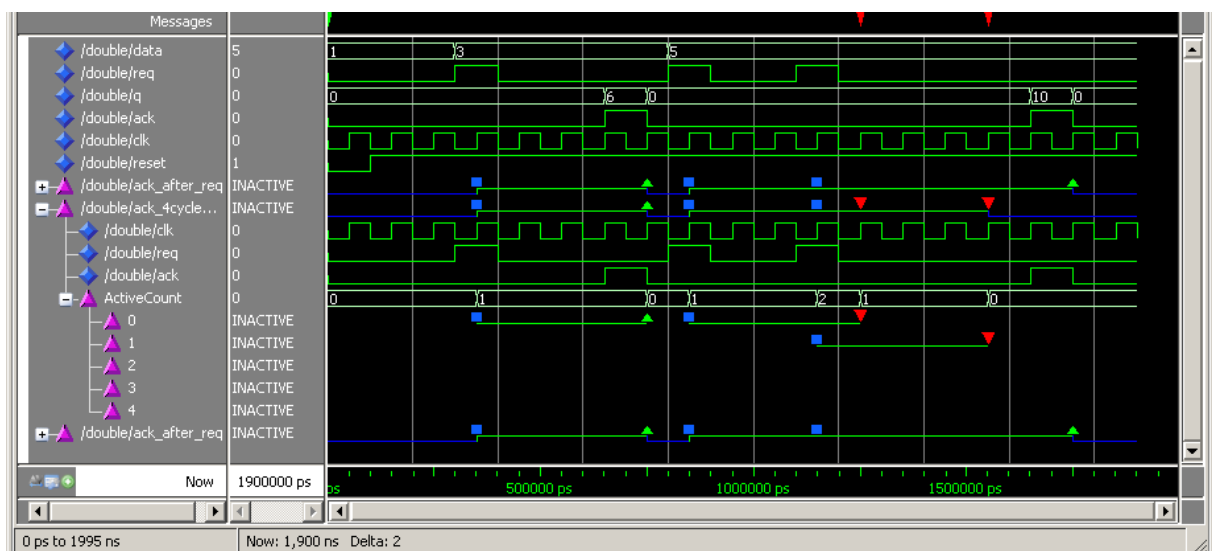 Messages
/double/data 5 1 3 5
/double/req 0
/double/q 0 0 6 0 10 0
/double/ack 0
/double/clk 0
/double/reset 1
/double/ack_after_req INACTIVE
/double/ack_4cycle... INACTIVE
/double/clk 0
/double/req 0
/double/ack 0
ActiveCount 0 0 1 0 1 2 1 0
0 INACTIVE
1 INACTIVE
2 INACTIVE
3 INACTIVE
4 INACTIVE
/double/ack_after_req INACTIVE
Now 1900000 ps ps 500000 ps 1000000 ps 1500000 ps
0 ps to 1995 ns Now: 1,900 ns Delta: 2